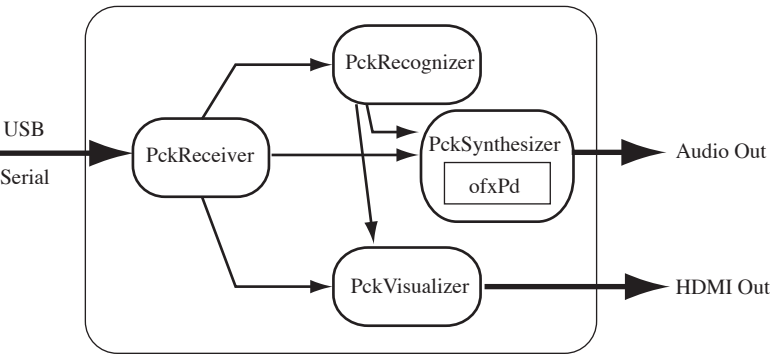 PckRecognizer
USB
PckReceiver
PckSynthesizer
Audio Out
Serial
ofxPd
PckVisualizer
HDMI Out